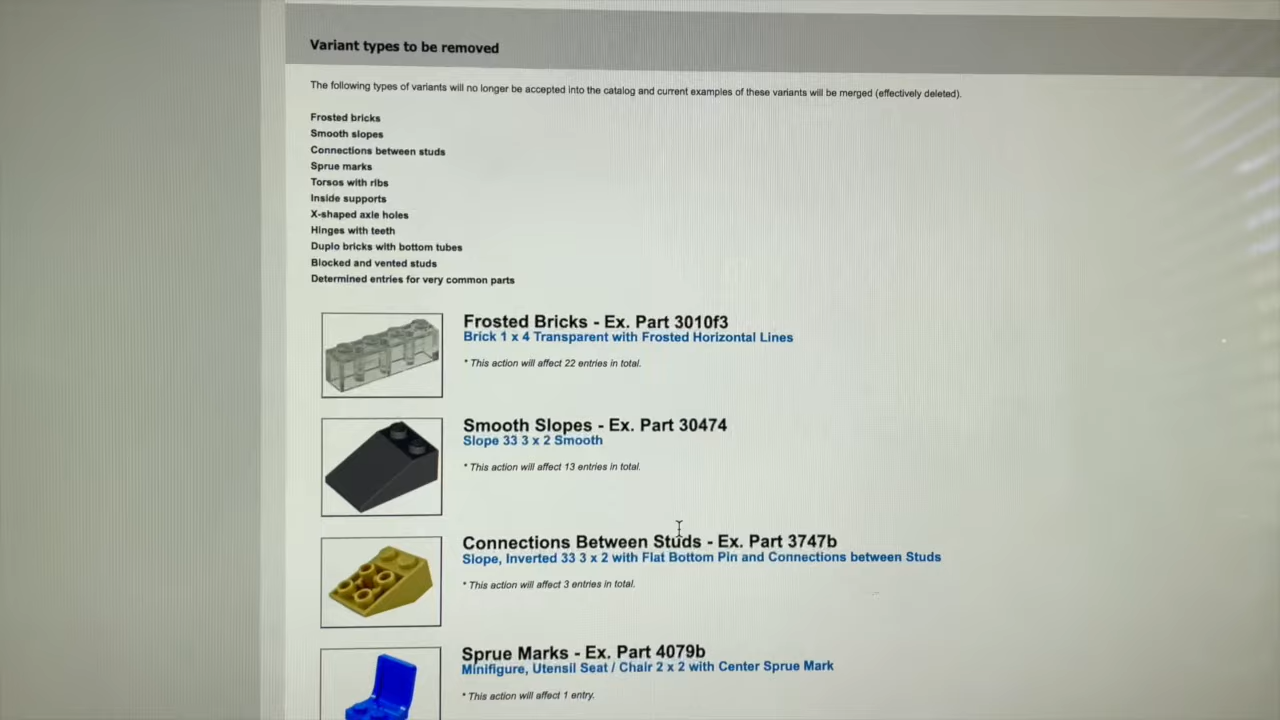 Variant types to be removed
The following types of variants will no longer be accepted into the catalog and current examples of these variants will be merged (effectively deleted).
Frosted bricks
Smooth slopes
Connections between studs
Sprue marks
Torsos with ribs
Inside supports
X-shaped axle holes
Hinges with teeth
Duplo bricks with bottom tubes
Blocked and vented studs
Determined entries for very common parts
Frosted Bricks - Ex. Part 3010f3
Brick 1 x 4 Transparent with Frosted Horizontal Lines
* This action will affect 22 entries in total.
Smooth Slopes - Ex. Part 30474
Slope 33 3 x 2 Smooth
* This action will affect 13 entries in total.
Connections Between Studs - Ex. Part 3747b
Slope, Inverted 33 3 x 2 with Flat Bottom Pin and Connections between Studs
* This action will affect 3 entries in total.
Sprue Marks - Ex. Part 4079b
Minifigure, Utensil Seat / Chair 2 x 2 with Center Sprue Mark
* This action will affect 1 entry.